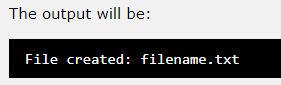 The output will be:
File created: filename.txt